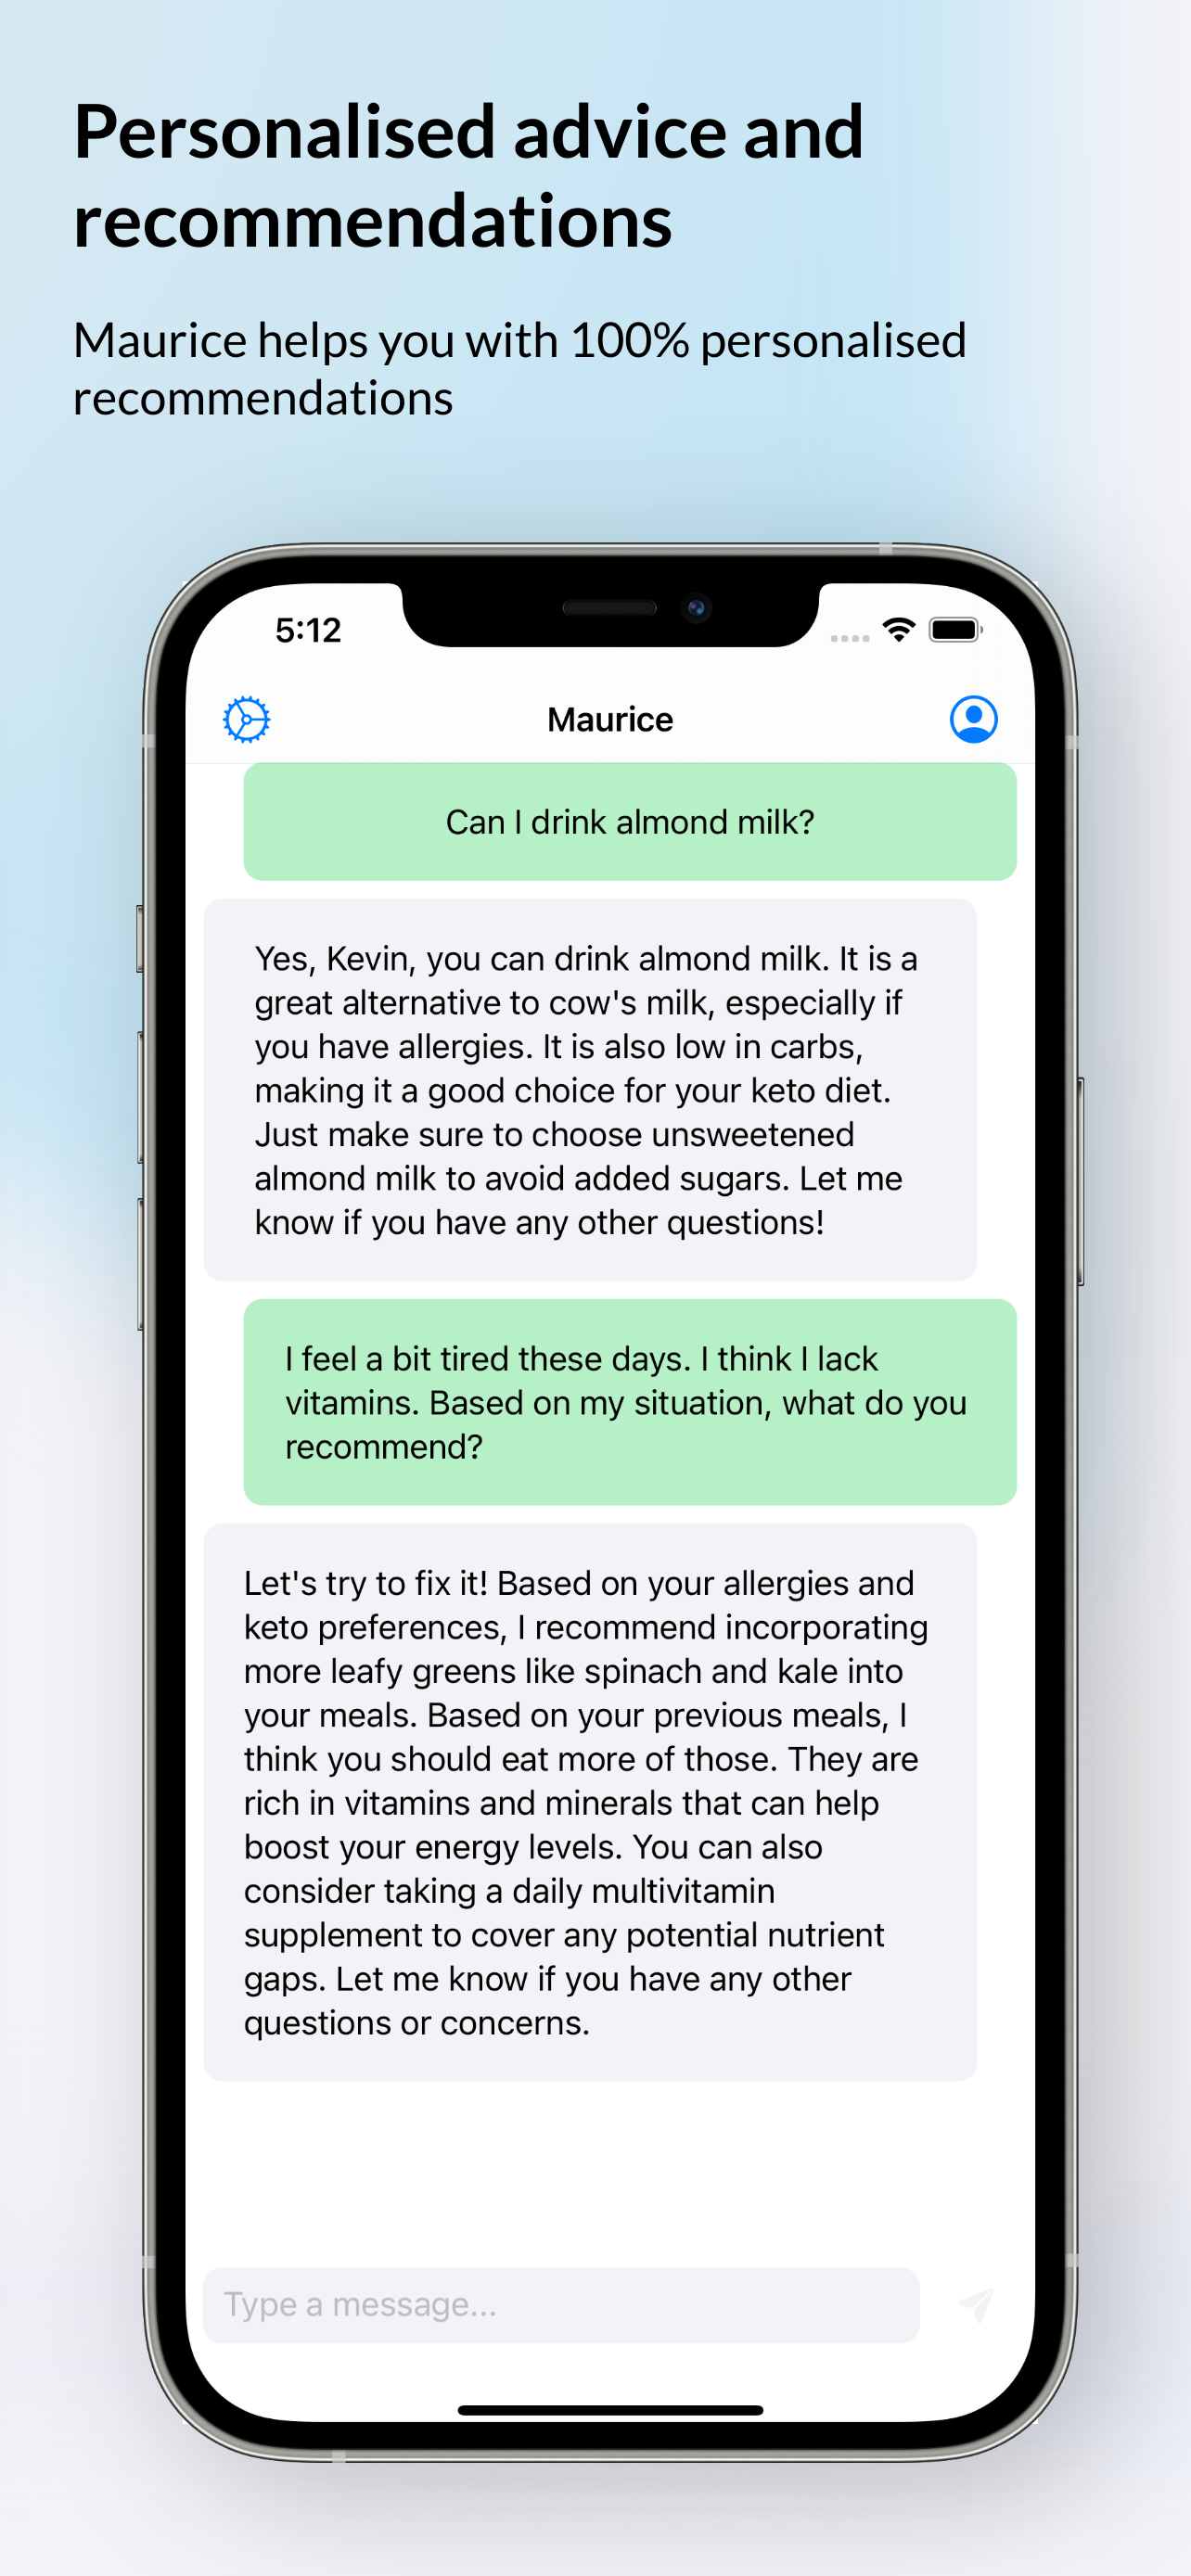 Personalised advice and
recommendations
Maurice helps you with 100% personalised
recommendations
5:12
Maurice
Can I drink almond milk?
Yes, Kevin, you can drink almond milk. It is a
great alternative to cow's milk, especially if
you have allergies. It is also low in carbs,
making it a good choice for your keto diet.
Just make sure to choose unsweetened
almond milk to avoid added sugars. Let me
know if you have any other questions!
I feel a bit tired these days. I think I lack
vitamins. Based on my situation, what do you
recommend?
Let's try to fix it! Based on your allergies and
keto preferences, I recommend incorporating
more leafy greens like spinach and kale into
your meals. Based on your previous meals, I
think you should eat more of those. They are
rich in vitamins and minerals that can help
boost your energy levels. You can also
consider taking a daily multivitamin
supplement to cover any potential nutrient
gaps. Let me know if you have any other
questions or concerns.
Type a message...